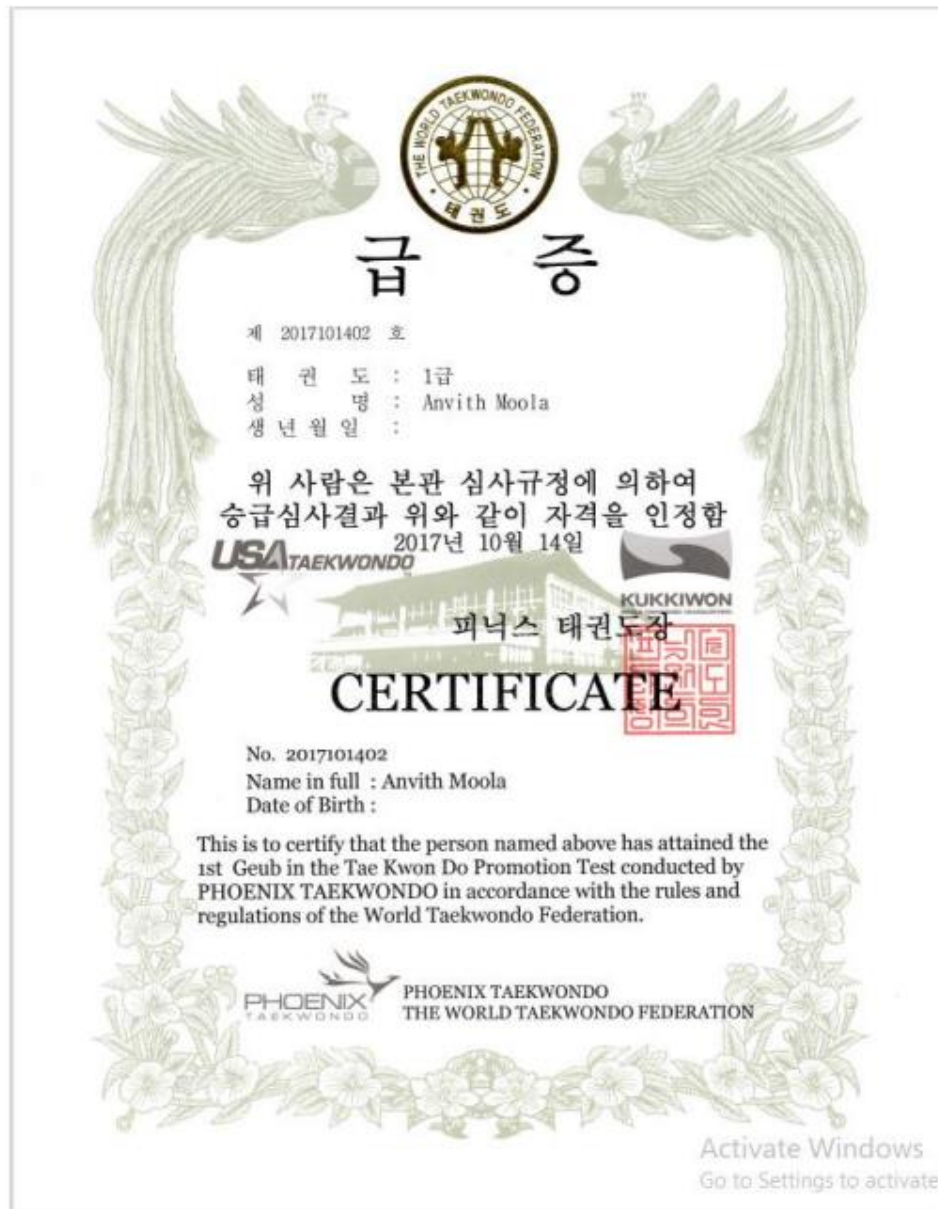 THE WORLD TAEKWONDO FEDERATION
태권도
급 증
제 2017101402 호
태 권 도 : 1급
성 명 : Anvith Moola
생 년 월 일 :
위 사람은 본관 심사규정에 의하여
승급심사결과 위와 같이 자격을 인정함
2017년 10월 14일
USA TAEKWONDO
KUKKIWON
피닉스 태권도장
CERTIFICATE
No. 2017101402
Name in full : Anvith Moola
Date of Birth :
This is to certify that the person named above has attained the
1st Geub in the Tae Kwon Do Promotion Test conducted by
PHOENIX TAEKWONDO in accordance with the rules and
regulations of the World Taekwondo Federation.
PHOENIX
TAEKWONDO
PHOENIX TAEKWONDO
THE WORLD TAEKWONDO FEDERATION
Activate Windows
Go to Settings to activate